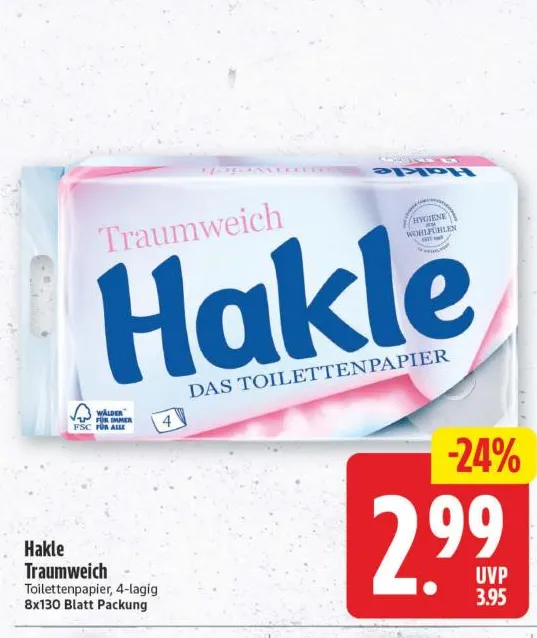 Hakle
Traumweich
HYGIENE
WOHLFÜHLEN
Hakle
DAS TOILETTENPAPIER
FSC
WÄLDER
FÜR IMMER
FÜR ALLE
4
-24%
2.99
UVP
3.95
Hakle
Traumweich
Toilettenpapier, 4-lagig
8x130 Blatt Packung